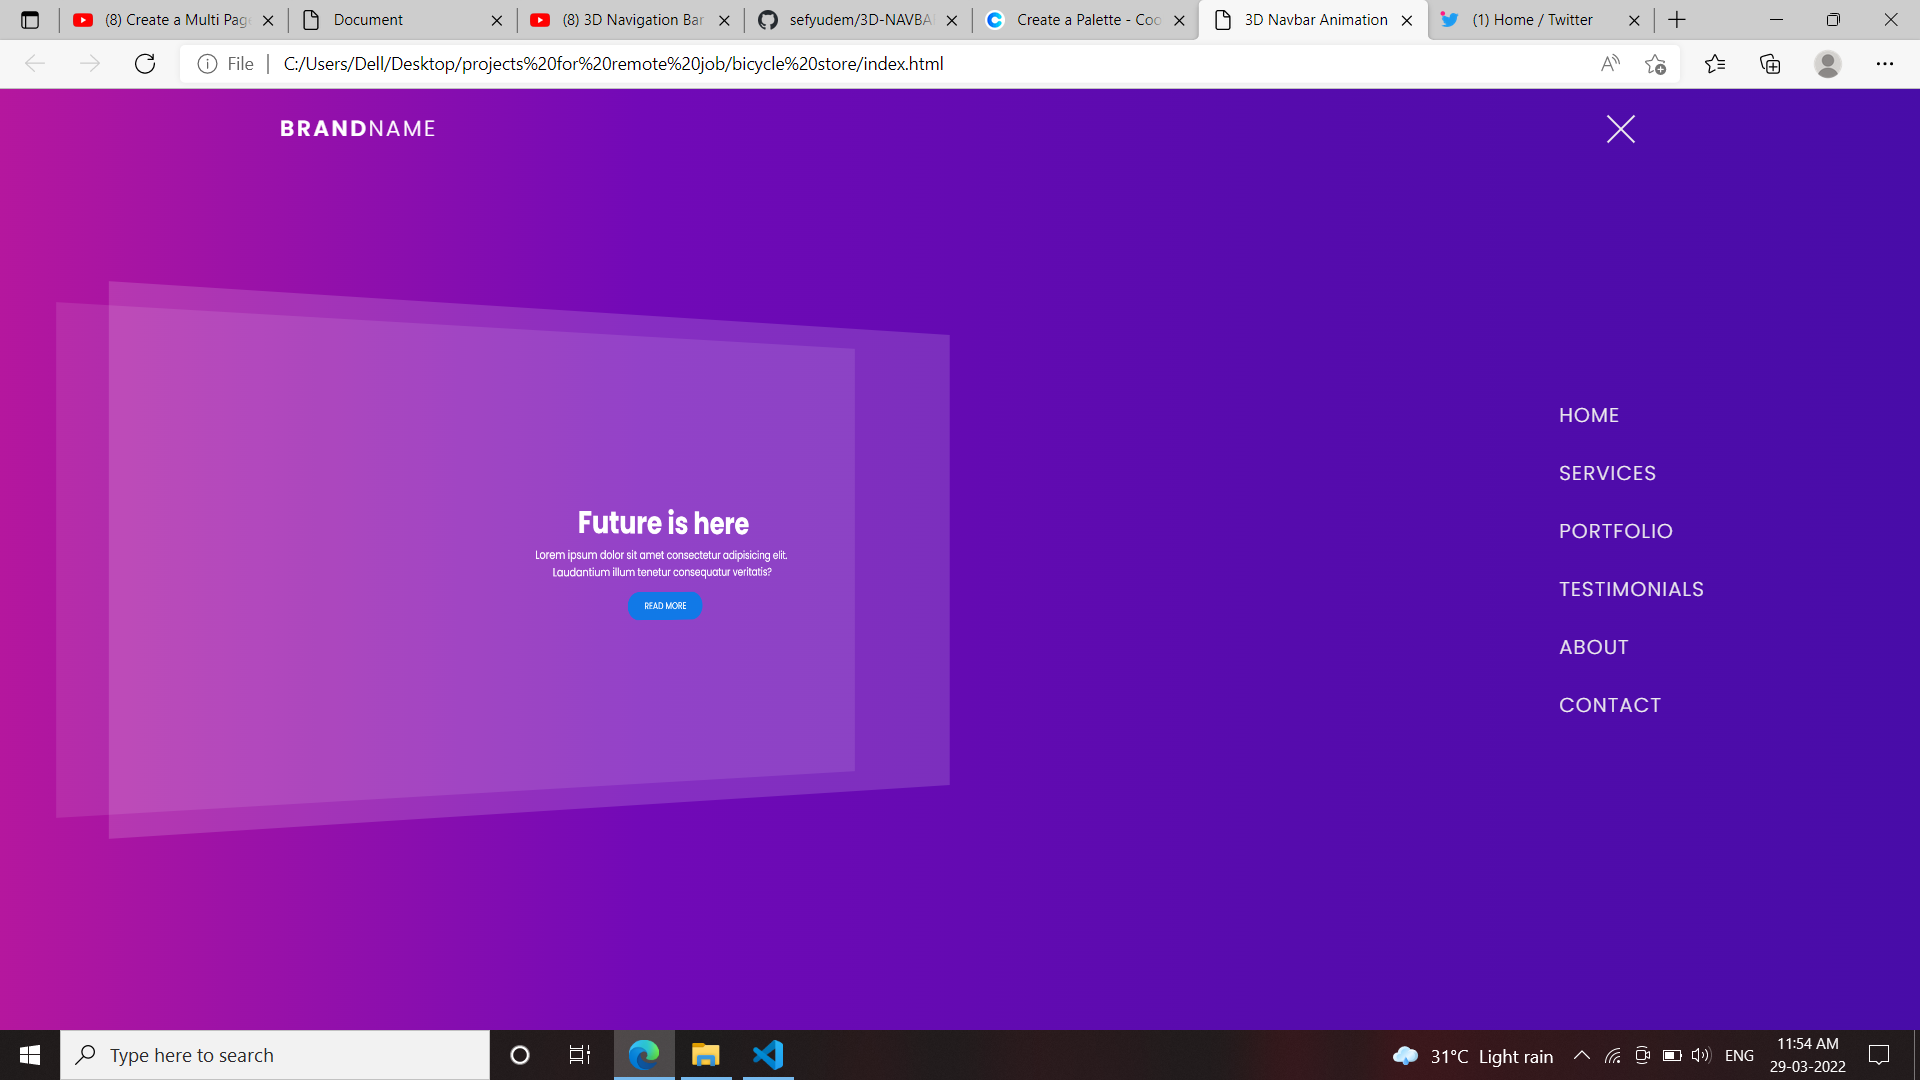 (8) Create a Multi Pag
Document
(8) 3D Navigation Bar
sefyudem/3D-NAVBA
Create a Palette - Coo
3D Navbar Animation
(1) Home / Twitter
File
C:/Users/Dell/Desktop/projects%20for%20remote%20job/bicycle%20store/index.html
BRANDNAME
HOME
SERVICES
PORTFOLIO
TESTIMONIALS
ABOUT
CONTACT
Future is here
Lorem ipsum dolor sit amet consectetur adipisicing elit.
Laudantium illum tenetur consequatur veritatis?
READ MORE
Type here to search
31°C Light rain
ENG
11:54 AM
29-03-2022